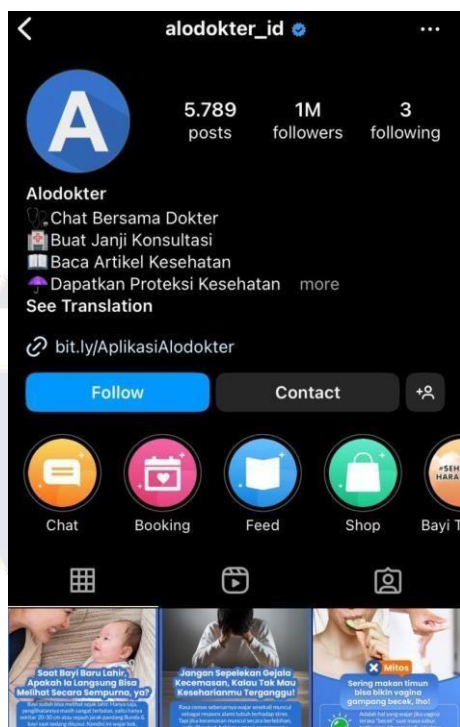 alodokter_id
A
5.789 1M 3
posts followers following
Alodokter
Chat Bersama Dokter
Buat Janji Konsultasi
Baca Artikel Kesehatan
Dapatkan Proteksi Kesehatan more
See Translation
bit.ly/AplikasiAlodokter
Follow Contact
Chat Booking Feed Shop Bayi T
#SEH
HARA
Saat Bayi Baru Lahir,
Apakah Ia Langsung Bisa
Melihat Secara Sempurna, ya?
Jangan Sepelekan Gejala
Kecemasan, Kalau Tak Mau
Keseharianmu Terganggu!
Mitos
Sering makan timun
bisa bikin vagina
gampang becek, lho!